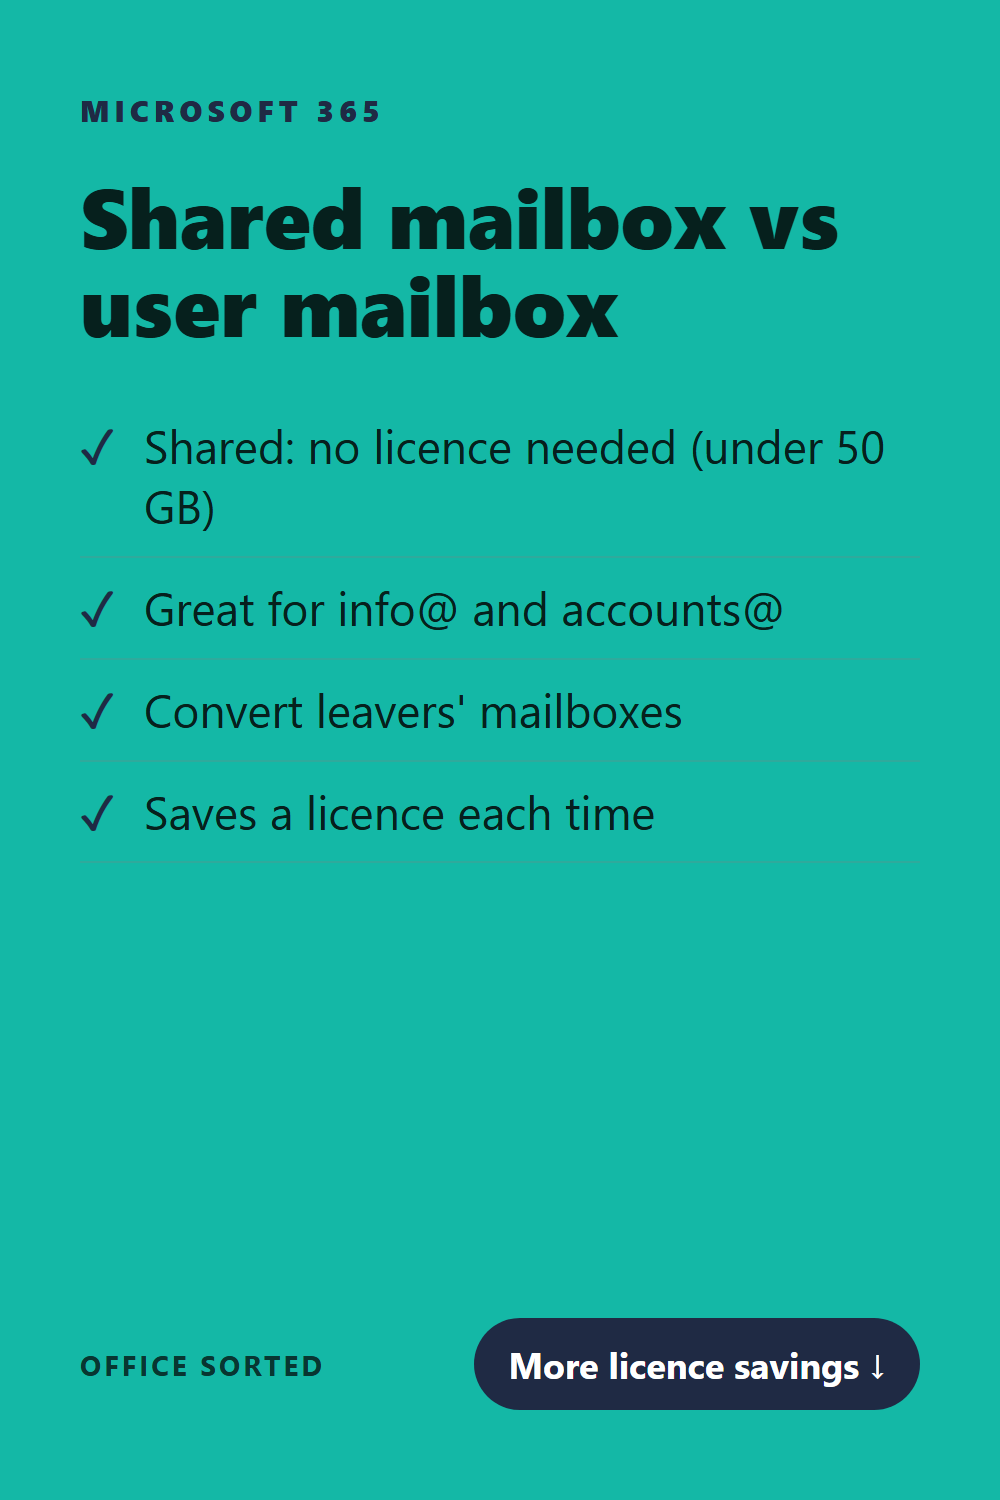 MICROSOFT 365
Shared mailbox vs
user mailbox
✓ Shared: no licence needed (under 50
GB)
✓ Great for info@ and accounts@
✓ Convert leavers' mailboxes
✓ Saves a licence each time
OFFICE SORTED
More licence savings ↓